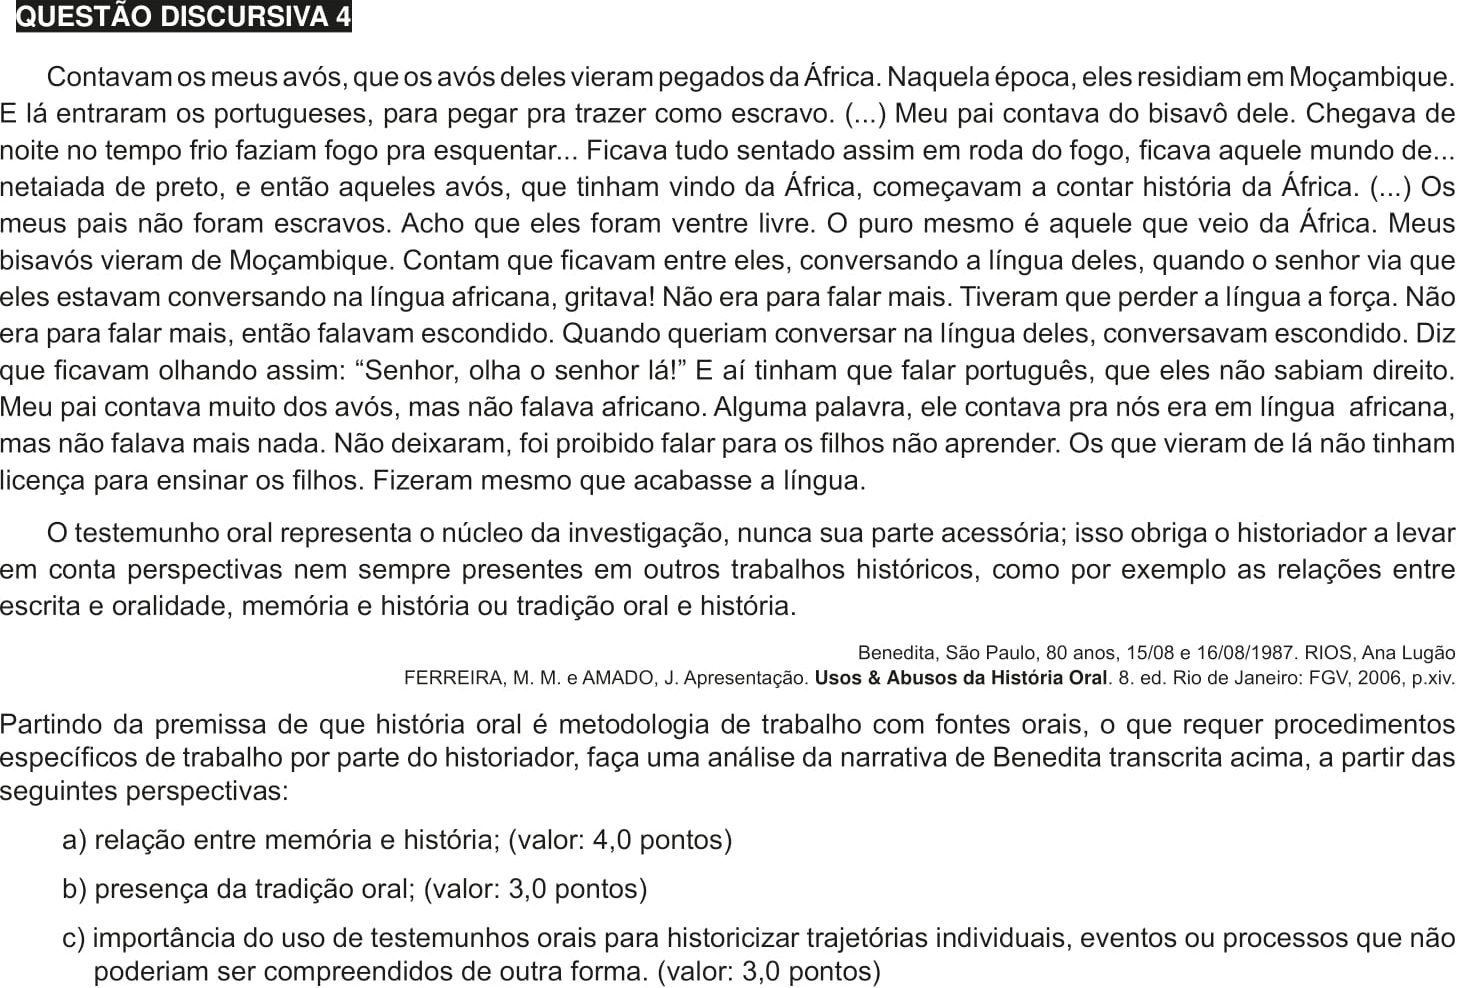 QUESTÃO DISCURSIVA 4
Contavam os meus avós, que os avós deles vieram pegados da África. Naquela época, eles residiam em Moçambique.
E lá entraram os portugueses, para pegar pra trazer como escravo. (...) Meu pai contava do bisavô dele. Chegava de
noite no tempo frio faziam fogo pra esquentar... Ficava tudo sentado assim em roda do fogo, ficava aquele mundo de...
netaiada de preto, e então aqueles avós, que tinham vindo da África, começavam a contar história da África. (...) Os
meus pais não foram escravos. Acho que eles foram ventre livre. O puro mesmo é aquele que veio da África. Meus
bisavós vieram de Moçambique. Contam que ficavam entre eles, conversando a língua deles, quando o senhor via que
eles estavam conversando na língua africana, gritava! Não era para falar mais. Tiveram que perder a língua a força. Não
era para falar mais, então falavam escondido. Quando queriam conversar na língua deles, conversavam escondido. Diz
que ficavam olhando assim: “Senhor, olha o senhor lá!” E aí tinham que falar português, que eles não sabiam direito.
Meu pai contava muito dos avós, mas não falava africano. Alguma palavra, ele contava pra nós era em língua africana,
mas não falava mais nada. Não deixaram, foi proibido falar para os filhos não aprender. Os que vieram de lá não tinham
licença para ensinar os filhos. Fizeram mesmo que acabasse a língua.
O testemunho oral representa o núcleo da investigação, nunca sua parte acessória; isso obriga o historiador a levar
em conta perspectivas nem sempre presentes em outros trabalhos históricos, como por exemplo as relações entre
escrita e oralidade, memória e história ou tradição oral e história.
Benedita, São Paulo, 80 anos, 15/08 e 16/08/1987. RIOS, Ana Lugão
FERREIRA, M. M. e AMADO, J. Apresentação. Usos & Abusos da História Oral. 8. ed. Rio de Janeiro: FGV, 2006, p.xiv.
Partindo da premissa de que história oral é metodologia de trabalho com fontes orais, o que requer procedimentos
específicos de trabalho por parte do historiador, faça uma análise da narrativa de Benedita transcrita acima, a partir das
seguintes perspectivas:
a) relação entre memória e história; (valor: 4,0 pontos)
b) presença da tradição oral; (valor: 3,0 pontos)
c) importância do uso de testemunhos orais para historicizar trajetórias individuais, eventos ou processos que não
poderiam ser compreendidos de outra forma. (valor: 3,0 pontos)